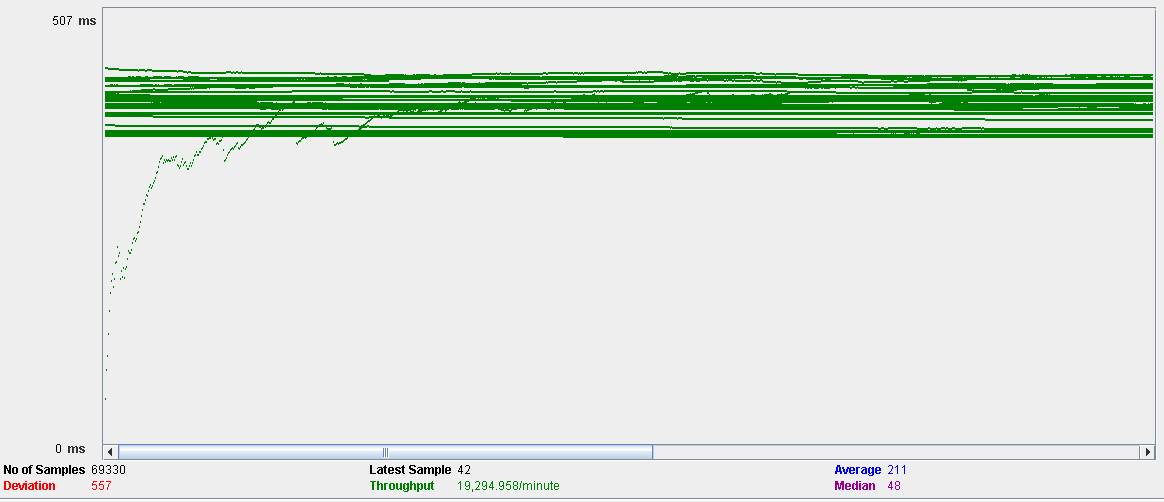 507 ms
0 ms
No of Samples 69330 Latest Sample 42 Average 211
Deviation 557 Throughput 19,294.958/minute Median 48